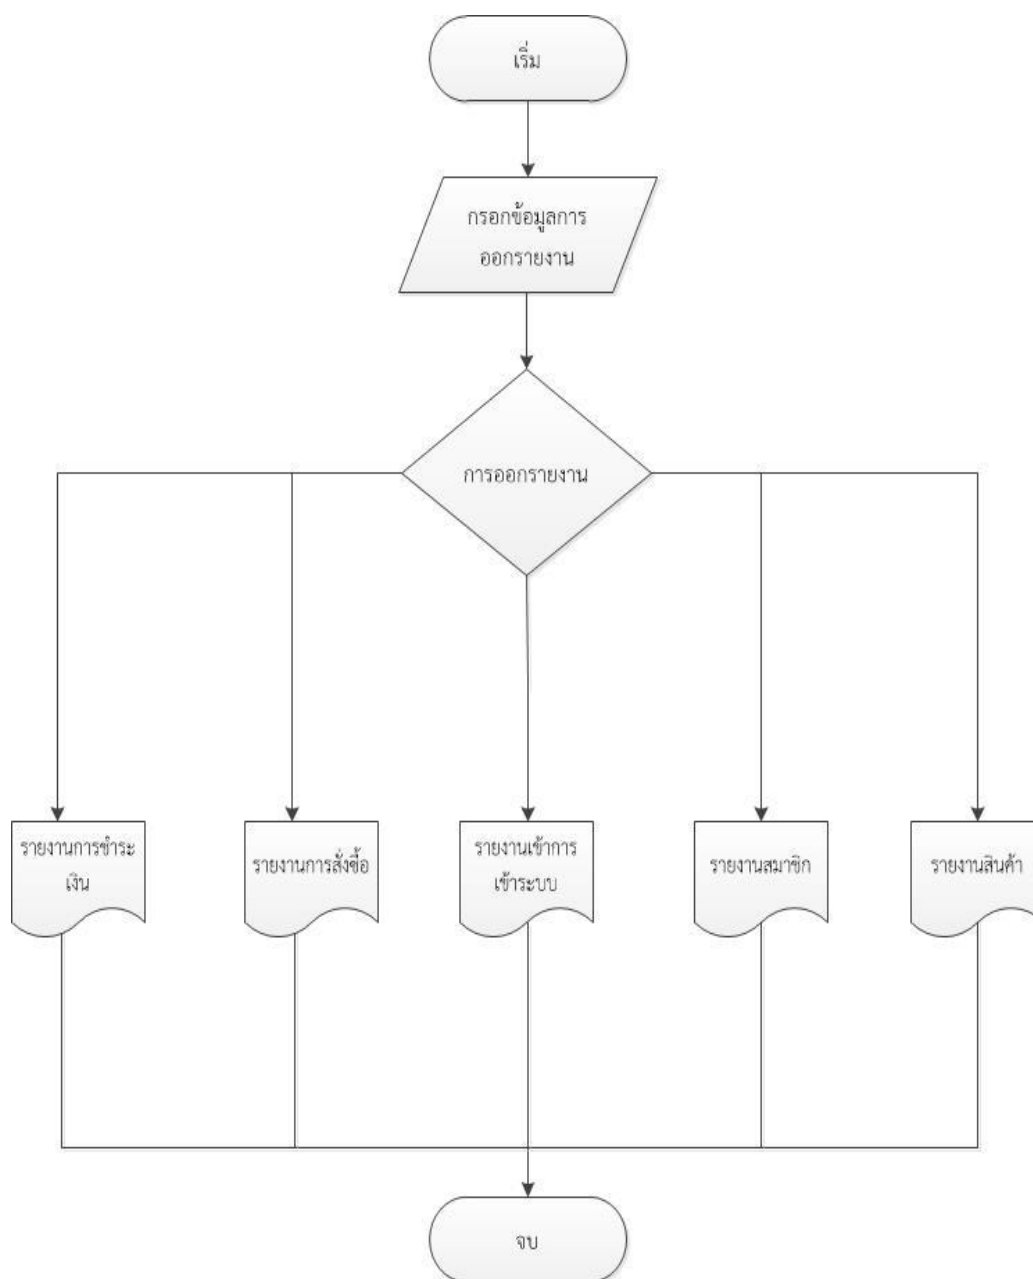 เริ่ม
กรอกข้อมูลการ
ออกรายงาน
การออกรายงาน
รายงานการชำระ
เงิน
รายงานการสั่งซื้อ
รายงานเข้าการ
เข้าระบบ
รายงานสมาชิก
รายงานสินค้า
จบ